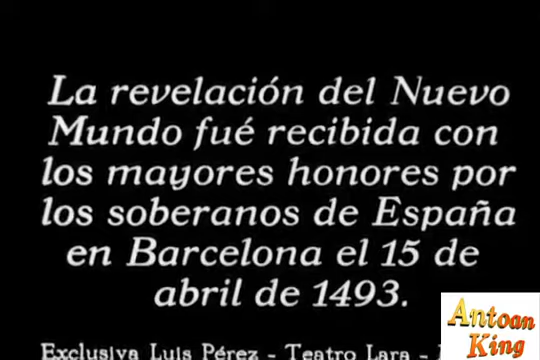 La revelación del Nuevo
Mundo fué recibida con
los mayores honores por
los soberanos de España
en Barcelona el 15 de
abril de 1493.
Exclusiva Luis Pérez - Teatro Lara -
Antoan
King